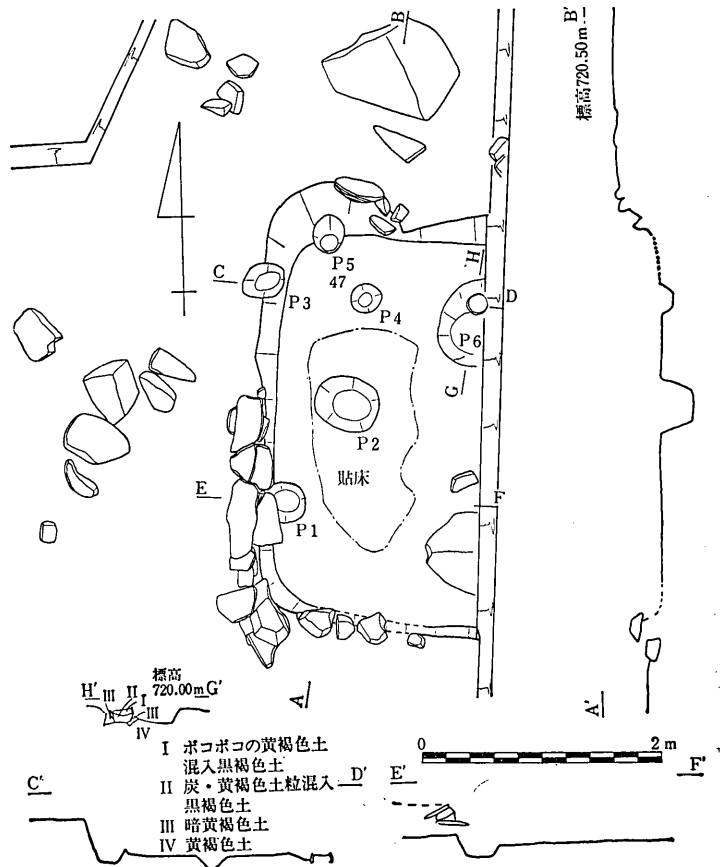 B
B'
標高720.50m
C
P5
47
H
P3
P4
D
P6
G
P2
貼床
E
P1
F
A
A'
標高
720.00m G'
H' III II I
III
IV
0 2m
I ボコボコの黄褐色土
混入黒褐色土
II 炭・黄褐色土粒混入
黒褐色土
III 暗黄褐色土
IV 黄褐色土
C'
D'
E'
F'